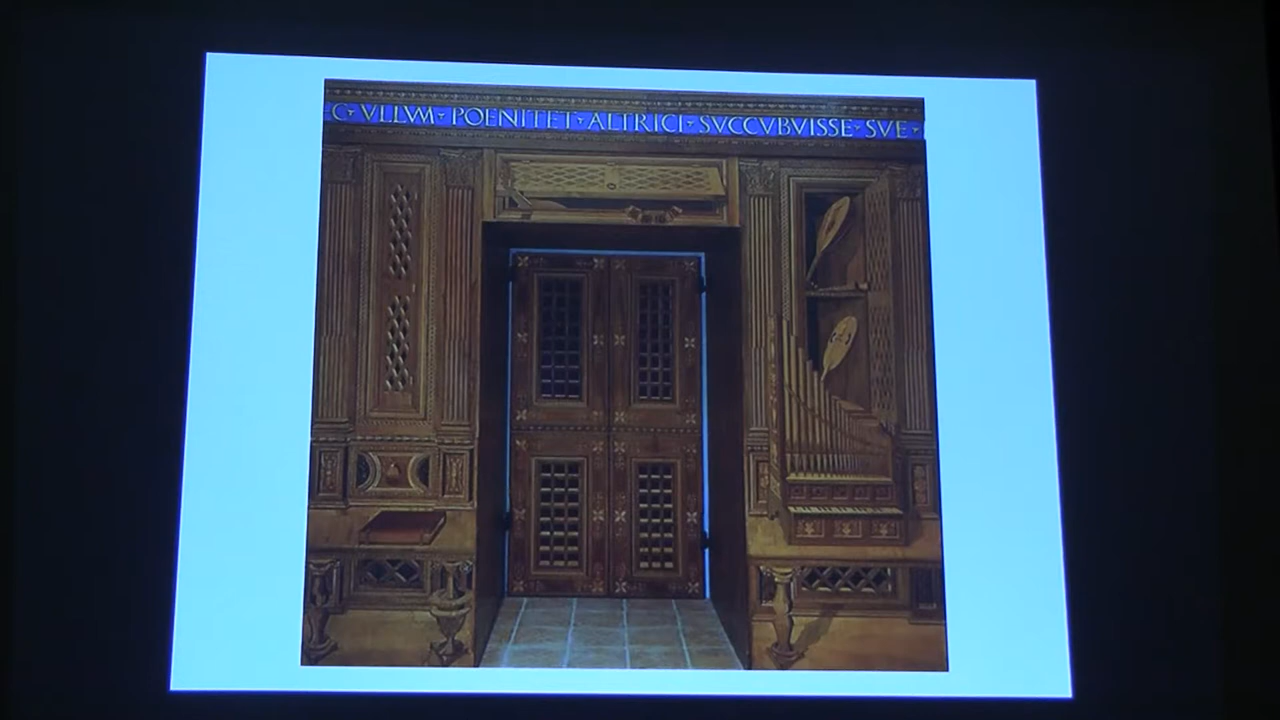 C · VLLVM · POENITET · ALTRICI · SVCCVBVISSE · SVE ·